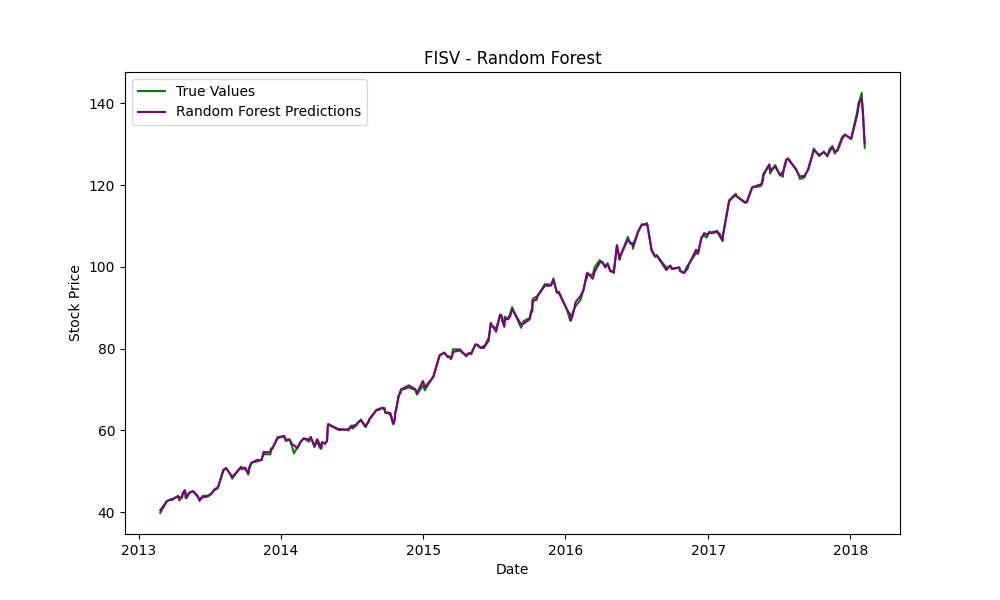 FISV - Random Forest
True Values
Random Forest Predictions
140
120
100
80
60
40
Stock Price
2013
2014
2015
2016
2017
2018
Date